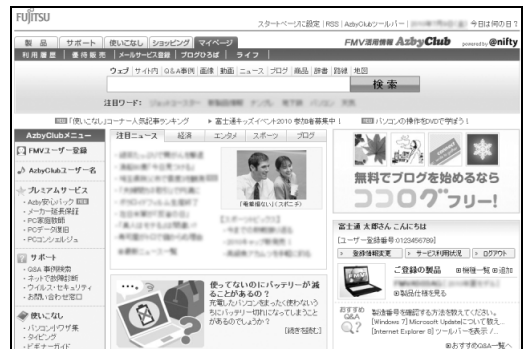 FUJITSU
スタートページに設定 | RSS | AzbyClubツールバー |
今日は何の日?
製 品
サポート
使いこなし
ショッピング
マイページ
FMV活用情報 AzbyClub powered by @nifty
利用履歴 | 優待販売 | メールサービス登録 | ブログひろば | ライフ |
ウェブ | サイト内 | Q&A事例 | 画像 | 動画 | ニュース | ブログ | 商品 | 辞書 | 路線 | 地図
検 索
注目ワード:
「使いこなし」コーナー人気記事ランキング
富士通キッズイベント2010 参加者募集中!
パソコンの操作をDVDで学ぼう!
AzbyClubメニュー
FMVユーザー登録
AzbyClubユーザー名
プレミアムサービス
・Azby安心パック
・メーカー延長保証
・PC家庭教師
・PCデータ復旧
・PCコンシェルジュ
サポート
・Q&A 事例検索
・ネットで故障診断
・ウイルス・セキュリティ
・お問い合わせ窓口
使いこなし
・パソコン小ワザ集
・タイピング
・ビギナーガイド
注目ニュース
経済
エンタメ
スポーツ
ブログ
使ってないのにバッテリーが減ることがあるの?
充電したパソコンをまったく使わないうちにバッテリー切れになってしまうことがあるのでしょうか?
[続きを読む]
無料でブログを始めるなら
ココログフリー!
富士通 太郎さん こんにちは
[ユーザー登録番号 0123456789]
登録情報変更
サービス利用状況
ログアウト
ご登録の製品
機種一覧
追加
製品仕様を見る
おすすめ Q&A
製造番号を確認する方法を教えてください。
[Windows 7] Microsoft Updateについて教え...
[Internet Explorer 8] ツールバーを表示 /...
おすすめQ&A一覧へ